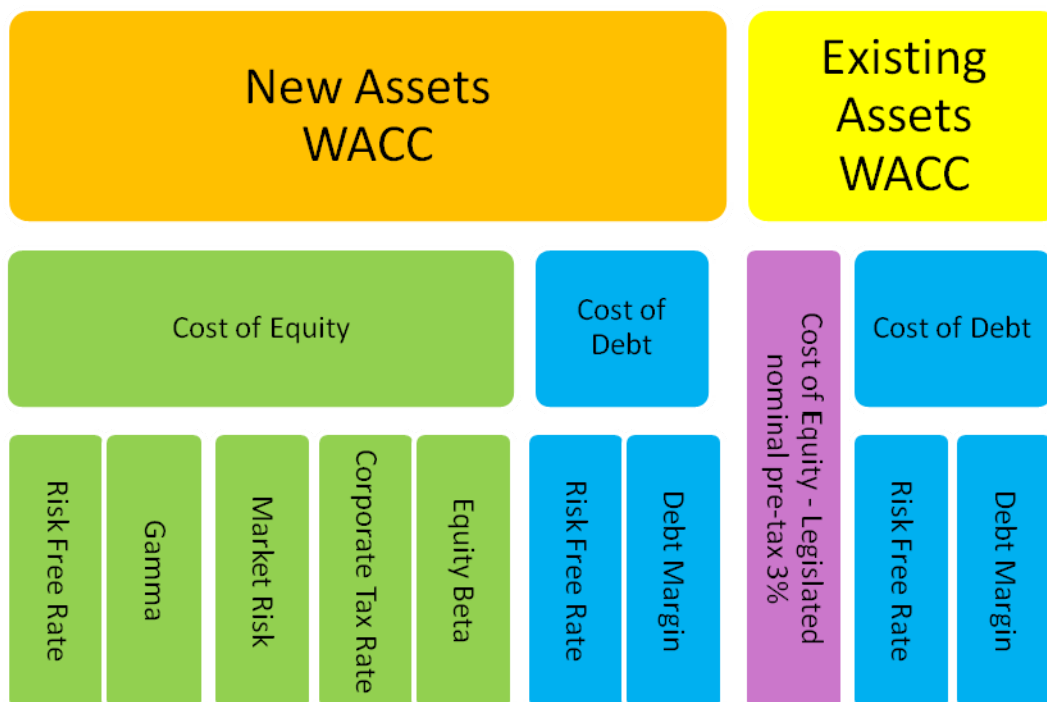 New Assets
WACC
Existing
Assets
WACC
Cost of Equity
Cost of
Debt
Cost of Equity - Legislated
nominal pre-tax 3%
Cost of Debt
Risk Free Rate
Gamma
Market Risk
Corporate Tax Rate
Equity Beta
Risk Free Rate
Debt Margin
Risk Free Rate
Debt Margin